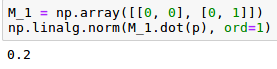 M_1 = np.array([[0, 0], [0, 1]])
np.linalg.norm(M_1.dot(p), ord=1)
0.2